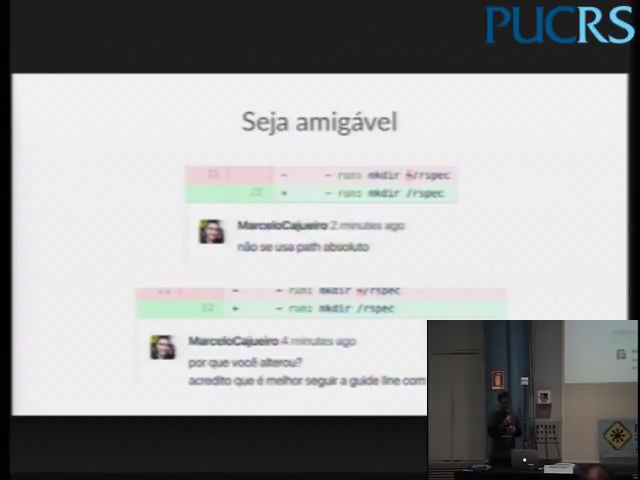 PUCRS
Seja amigável
- - run: mkdir ~/rspec
+ - run: mkdir /rspec
MarceloCajueiro 2 minutes ago
não se usa path absoluto
- - run: mkdir ~/rspec
+ - run: mkdir /rspec
MarceloCajueiro 4 minutes ago
por que você alterou?
acredito que é melhor seguir a guide line com